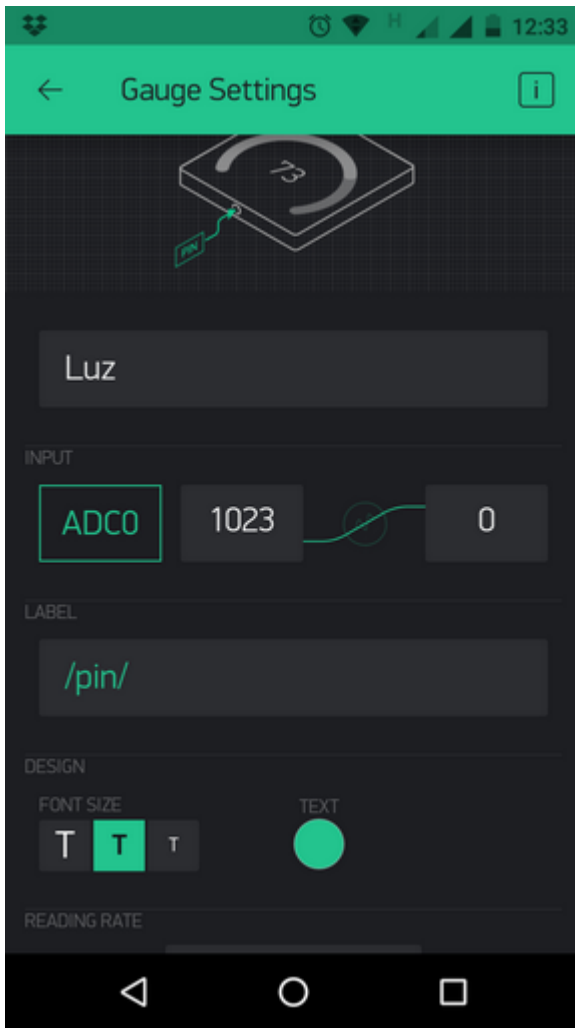 H 12:33
Gauge Settings i
73
PIN
Luz
INPUT
ADC0 1023 0
LABEL
/pin/
DESIGN
FONT SIZE TEXT
T T T
READING RATE